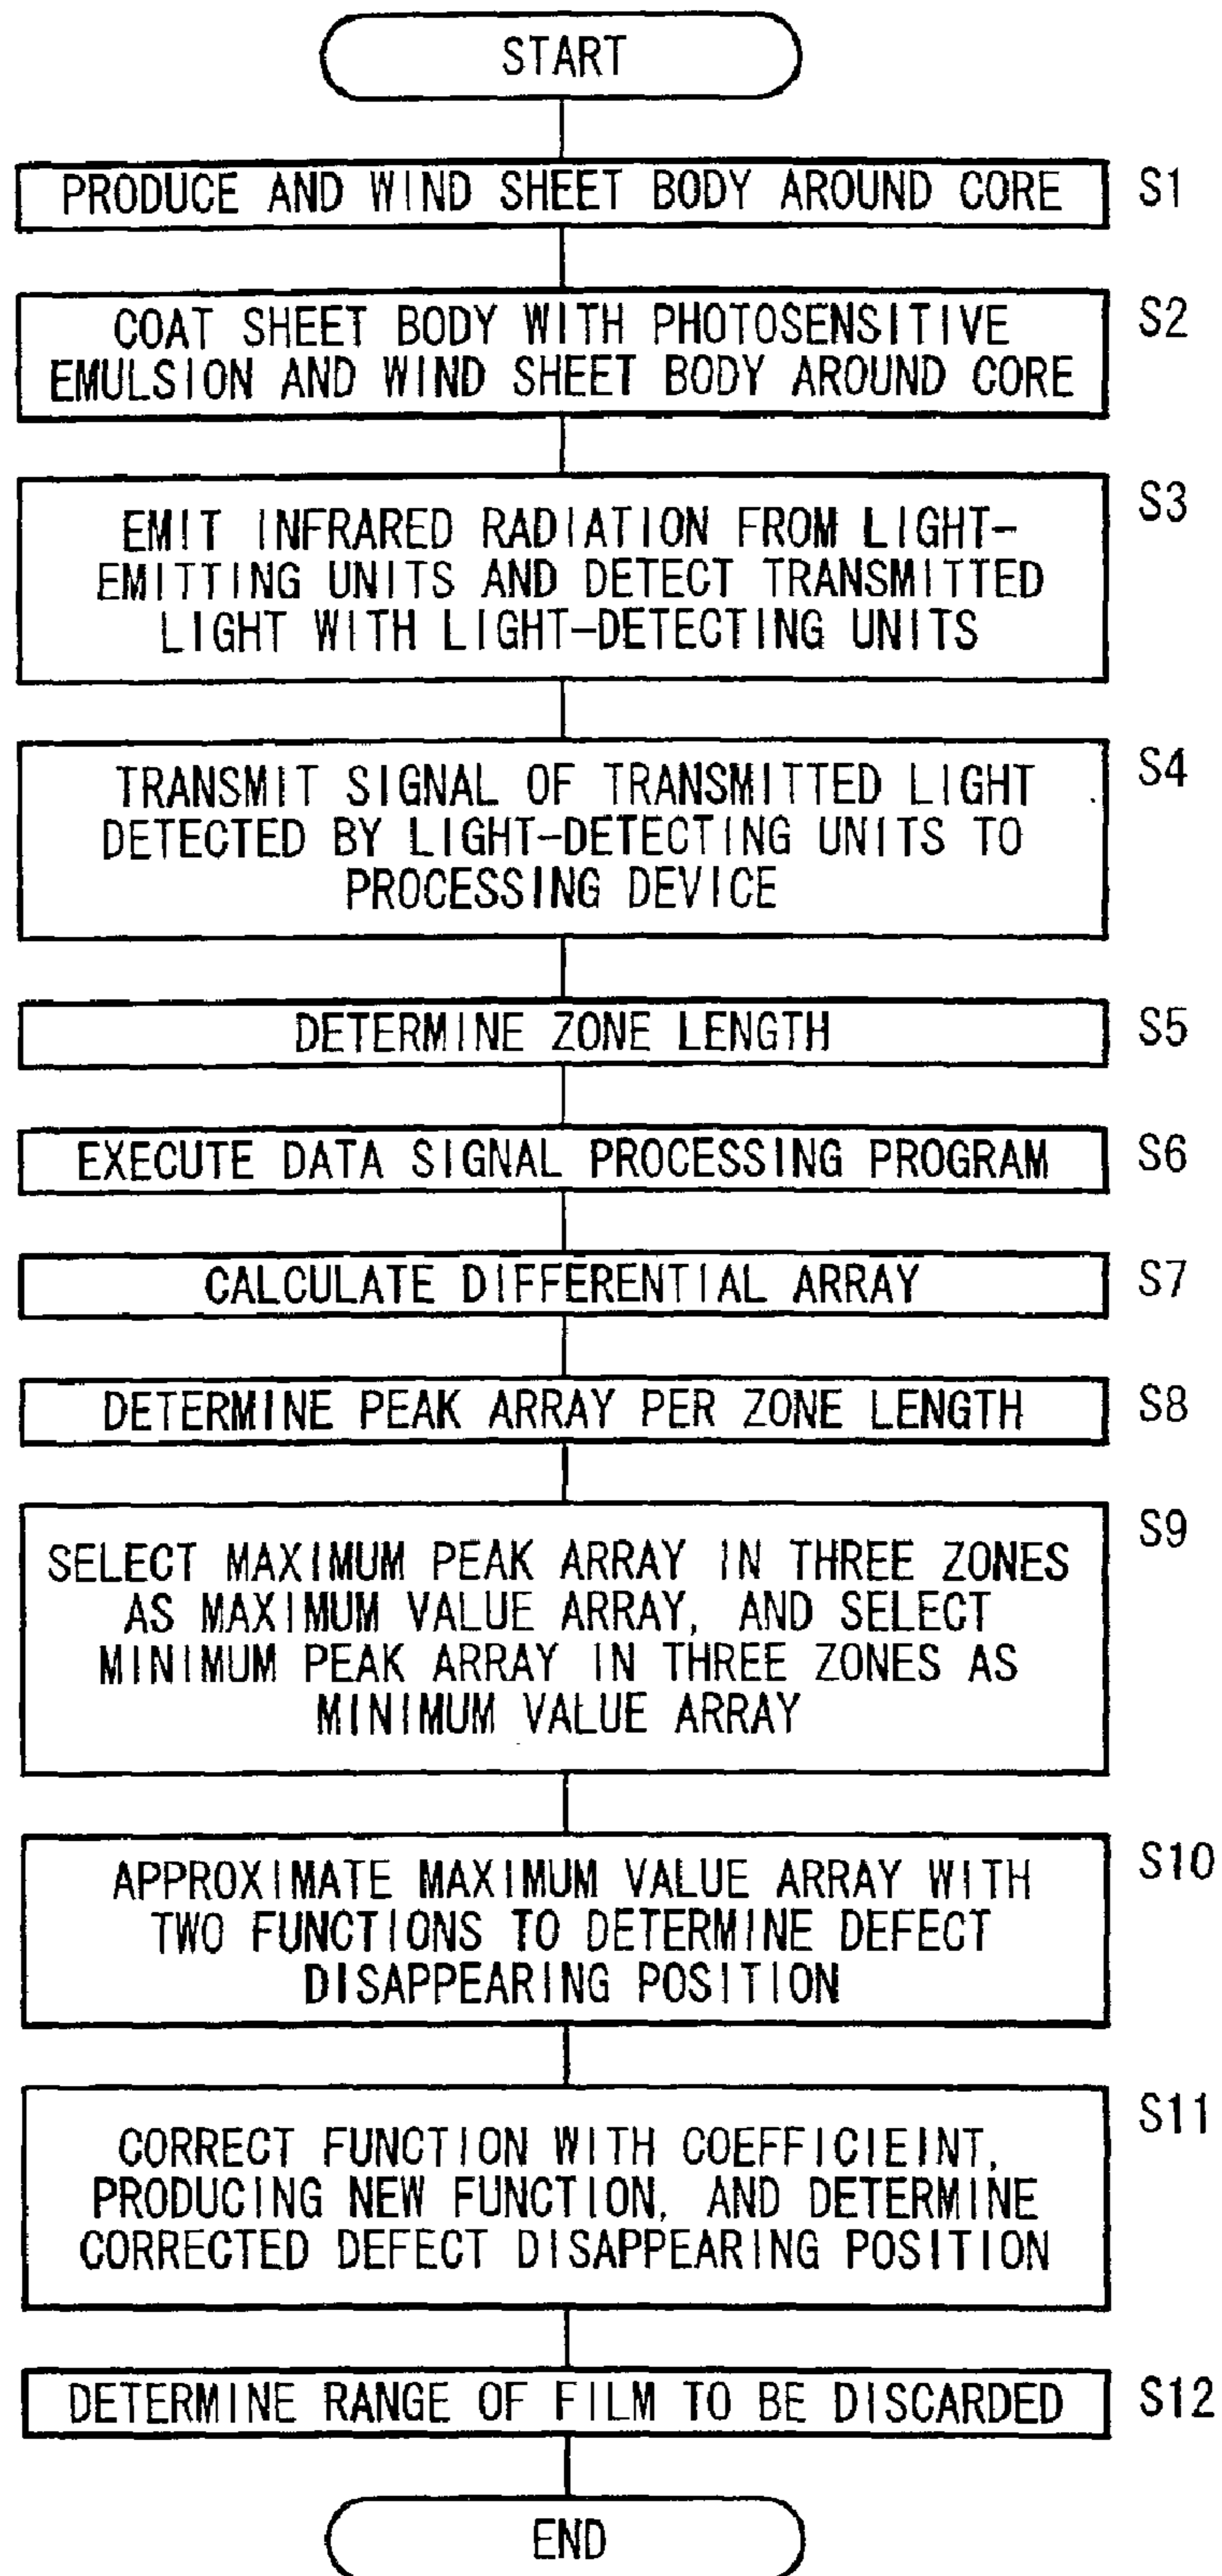 START
PRODUCE AND WIND SHEET BODY AROUND CORE S1
COAT SHEET BODY WITH PHOTOSENSITIVE S2
EMULSION AND WIND SHEET BODY AROUND CORE
EMIT INFRARED RADIATION FROM LIGHT- S3
EMITTING UNITS AND DETECT TRANSMITTED
LIGHT WITH LIGHT-DETECTING UNITS
TRANSMIT SIGNAL OF TRANSMITTED LIGHT S4
DETECTED BY LIGHT-DETECTING UNITS TO
PROCESSING DEVICE
DETERMINE ZONE LENGTH S5
EXECUTE DATA SIGNAL PROCESSING PROGRAM S6
CALCULATE DIFFERENTIAL ARRAY S7
DETERMINE PEAK ARRAY PER ZONE LENGTH S8
SELECT MAXIMUM PEAK ARRAY IN THREE ZONES S9
AS MAXIMUM VALUE ARRAY, AND SELECT
MINIMUM PEAK ARRAY IN THREE ZONES AS
MINIMUM VALUE ARRAY
APPROXIMATE MAXIMUM VALUE ARRAY WITH S10
TWO FUNCTIONS TO DETERMINE DEFECT
DISAPPEARING POSITION
CORRECT FUNCTION WITH COEFFICIEINT, S11
PRODUCING NEW FUNCTION, AND DETERMINE
CORRECTED DEFECT DISAPPEARING POSITION
DETERMINE RANGE OF FILM TO BE DISCARDED S12
END